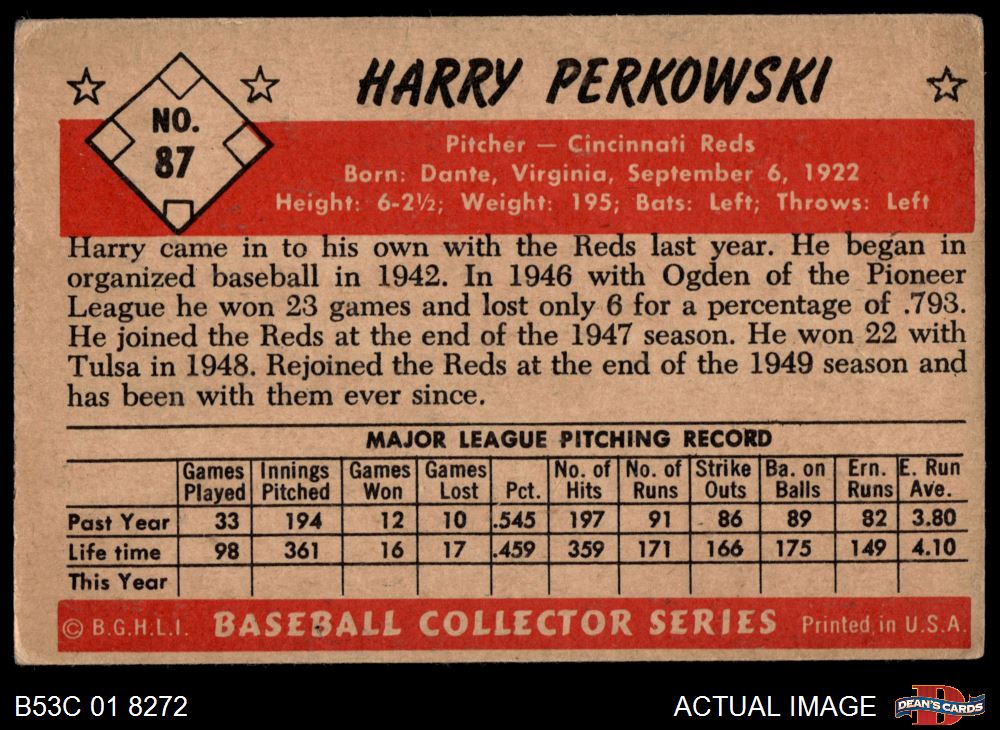 HARRY PERKOWSKI
NO.
87
Pitcher — Cincinnati Reds
Born: Dante, Virginia, September 6, 1922
Height: 6-2½; Weight: 195; Bats: Left; Throws: Left
Harry came in to his own with the Reds last year. He began in
organized baseball in 1942. In 1946 with Ogden of the Pioneer
League he won 23 games and lost only 6 for a percentage of .793.
He joined the Reds at the end of the 1947 season. He won 22 with
Tulsa in 1948. Rejoined the Reds at the end of the 1949 season and
has been with them ever since.
MAJOR LEAGUE PITCHING RECORD
Games Innings Games Games No. of No. of Strike Ba. on Ern. E. Run
Played Pitched Won Lost Pct. Hits Runs Outs Balls Runs Ave.
Past Year 33 194 12 10 .545 197 91 86 89 82 3.80
Life time 98 361 16 17 .459 359 171 166 175 149 4.10
This Year
© B.G.H.L.I. BASEBALL COLLECTOR SERIES Printed in U.S.A.
B53C 01 8272 ACTUAL IMAGE DEAN'S CARDS